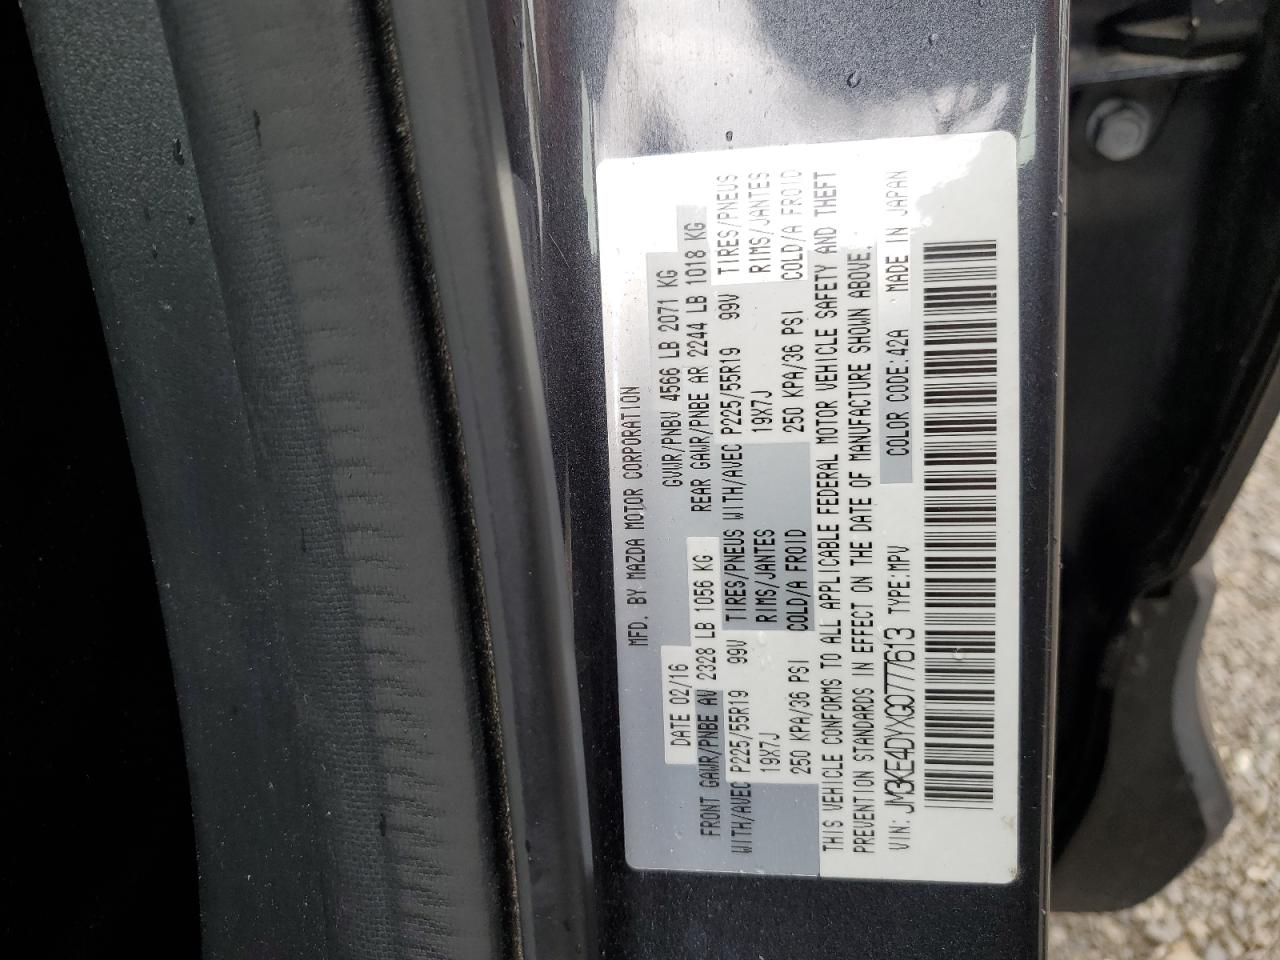 MFD. BY MAZDA MOTOR CORPORATION
DATE 02/16 GVWR/PNBV 4566 LB 2071 KG
FRONT GAWR/PNBE AV 2328 LB 1056 KG REAR GAWR/PNBE AR 2244 LB 1018 KG
WITH/AVEC P225/55R19 99V TIRES/PNEUS WITH/AVEC P225/55R19 99V TIRES/PNEUS
19X7J RIMS/JANTES 19X7J RIMS/JANTES
250 KPA/36 PSI COLD/A FROID 250 KPA/36 PSI COLD/A FROID
THIS VEHICLE CONFORMS TO ALL APPLICABLE FEDERAL MOTOR VEHICLE SAFETY AND THEFT
PREVENTION STANDARDS IN EFFECT ON THE DATE OF MANUFACTURE SHOWN ABOVE.
VIN: JM3KE4DYXG0777613 TYPE:MPV COLOR CODE:42A MADE IN JAPAN